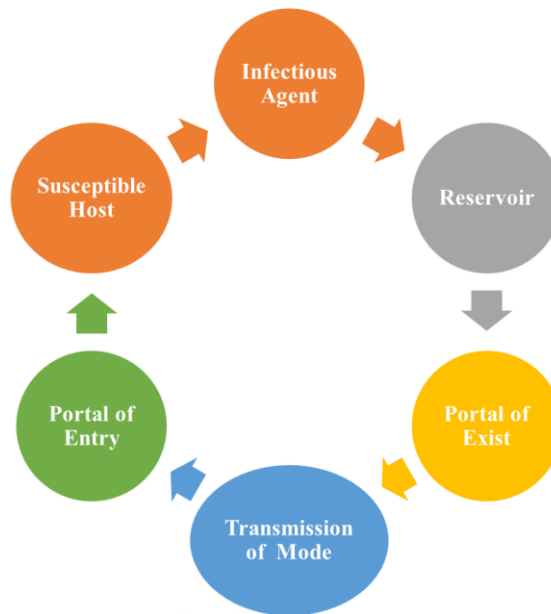 Infectious
Agent
Reservoir
Portal of
Exist
Transmission
of Mode
Portal of
Entry
Susceptible
Host